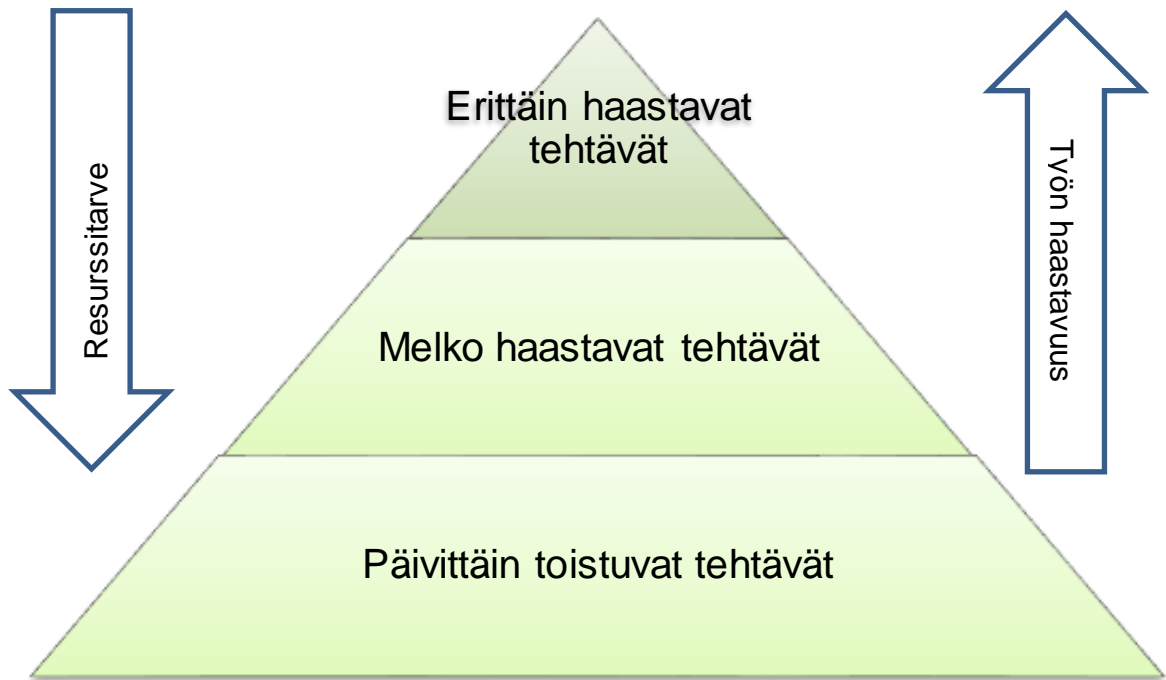 Erittäin haastavat
tehtävät
Resurssitarve
Työn haastavuus
Melko haastavat tehtävät
Päivittäin toistuvat tehtävät